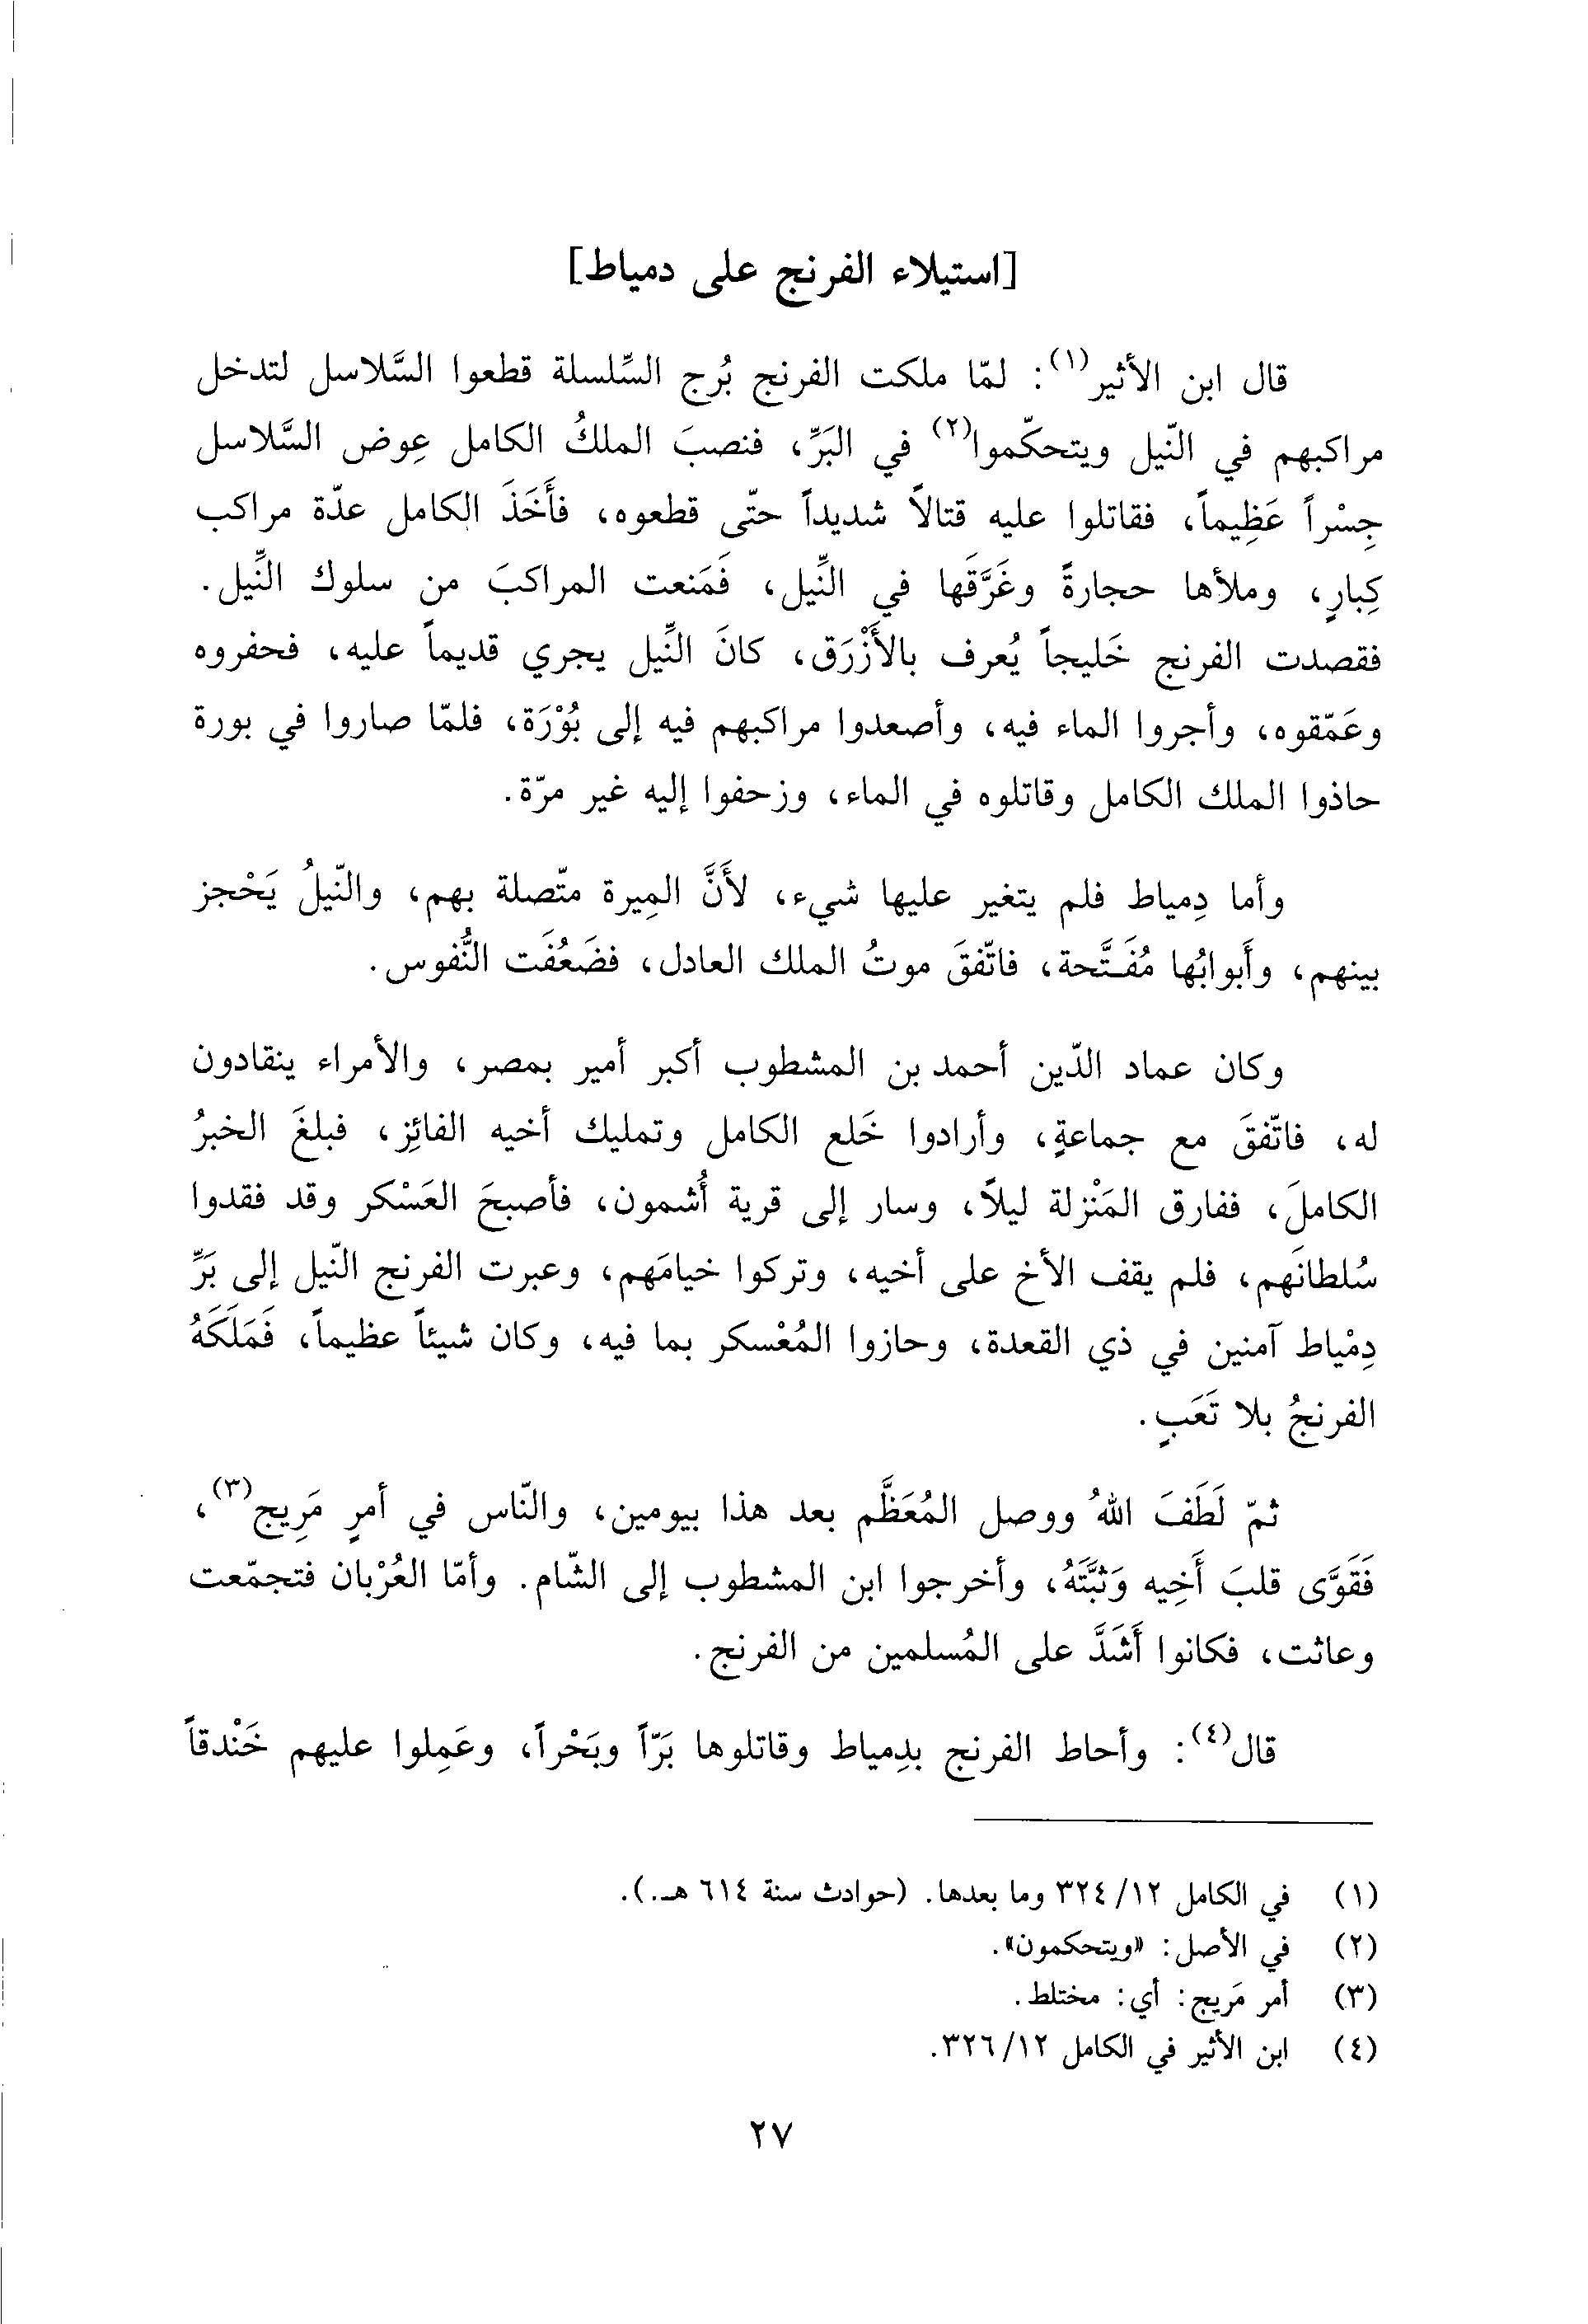 [استيلاء الفرنج على دمياط]
قال ابن الأثير(١): لمّا ملكت الفرنج بُرج السِّلسلة قطعوا السَّلاسل لتدخل
مراكبهم في النّيل ويتحكّموا(٢) في البَرِّ، فنصبَ الملكُ الكامل عِوض السَّلاسل
جِسْراً عَظِيماً، فقاتلوا عليه قتالاً شديداً حتّى قطعوه، فأَخَذَ الكامل عدّة مراكب
كِبارٍ، وملأها حجارةً وغَرَّقَها في النِّيل، فَمَنعت المراكبَ من سلوك النِّيل.
فقصدت الفرنج خَليجاً يُعرف بالأَزْرَق، كانَ النِّيل يجري قديماً عليه، فحفروه
وعَمّقوه، وأجروا الماء فيه، وأصعدوا مراكبهم فيه إلى بُوْرَة، فلمّا صاروا في بورة
حاذوا الملك الكامل وقاتلوه في الماء، وزحفوا إليه غير مرّة.
وأما دِمياط فلم يتغير عليها شيء، لأَنَّ المِيرة متّصلة بهم، والنّيلُ يَحْجز
بينهم، وأَبوابُها مُفَتَّحة، فاتّفقَ موتُ الملك العادل، فضَعُفَت النُّفوس.
وكان عماد الدّين أحمد بن المشطوب أكبر أمير بمصر، والأمراء ينقادون
له، فاتّفقَ مع جماعةٍ، وأرادوا خَلع الكامل وتمليك أخيه الفائِز، فبلغَ الخبرُ
الكاملَ، ففارق المَنْزلة ليلاً، وسار إلى قرية أُشمون، فأصبحَ العَسْكر وقد فقدوا
سُلطانَهم، فلم يقف الأخ على أخيه، وتركوا خيامَهم، وعبرت الفرنج النّيل إلى بَرِّ
دِمْياط آمنين في ذي القعدة، وحازوا المُعْسكر بما فيه، وكان شيئاً عظيماً، فَمَلَكَهُ
الفرنجُ بلا تَعَبٍ.
ثمّ لَطَفَ اللهُ ووصل المُعَظَّم بعد هذا بيومين، والنّاس في أمرٍ مَرِيج(٣)،
فَقَوَّى قلبَ أَخِيه وَثبَّتَهُ، وأخرجوا ابن المشطوب إلى الشّام. وأمّا العُرْبان فتجمّعت
وعاثت، فكانوا أَشَدَّ على المُسلمين من الفرنج.
قال(٤): وأحاط الفرنج بدِمياط وقاتلوها بَرّاً وبَحْراً، وعَمِلوا عليهم خَنْدقاً
(١) في الكامل ٣٢٤/١٢ وما بعدها. (حوادث سنة ٦١٤ هـ.).
(٢) في الأصل: «ويتحكمون».
(٣) أمر مَريج: أي: مختلط.
(٤) ابن الأثير في الكامل ٣٢٦/١٢.
٢٧